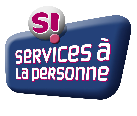 S!
SERVICES à
La PERSONNE